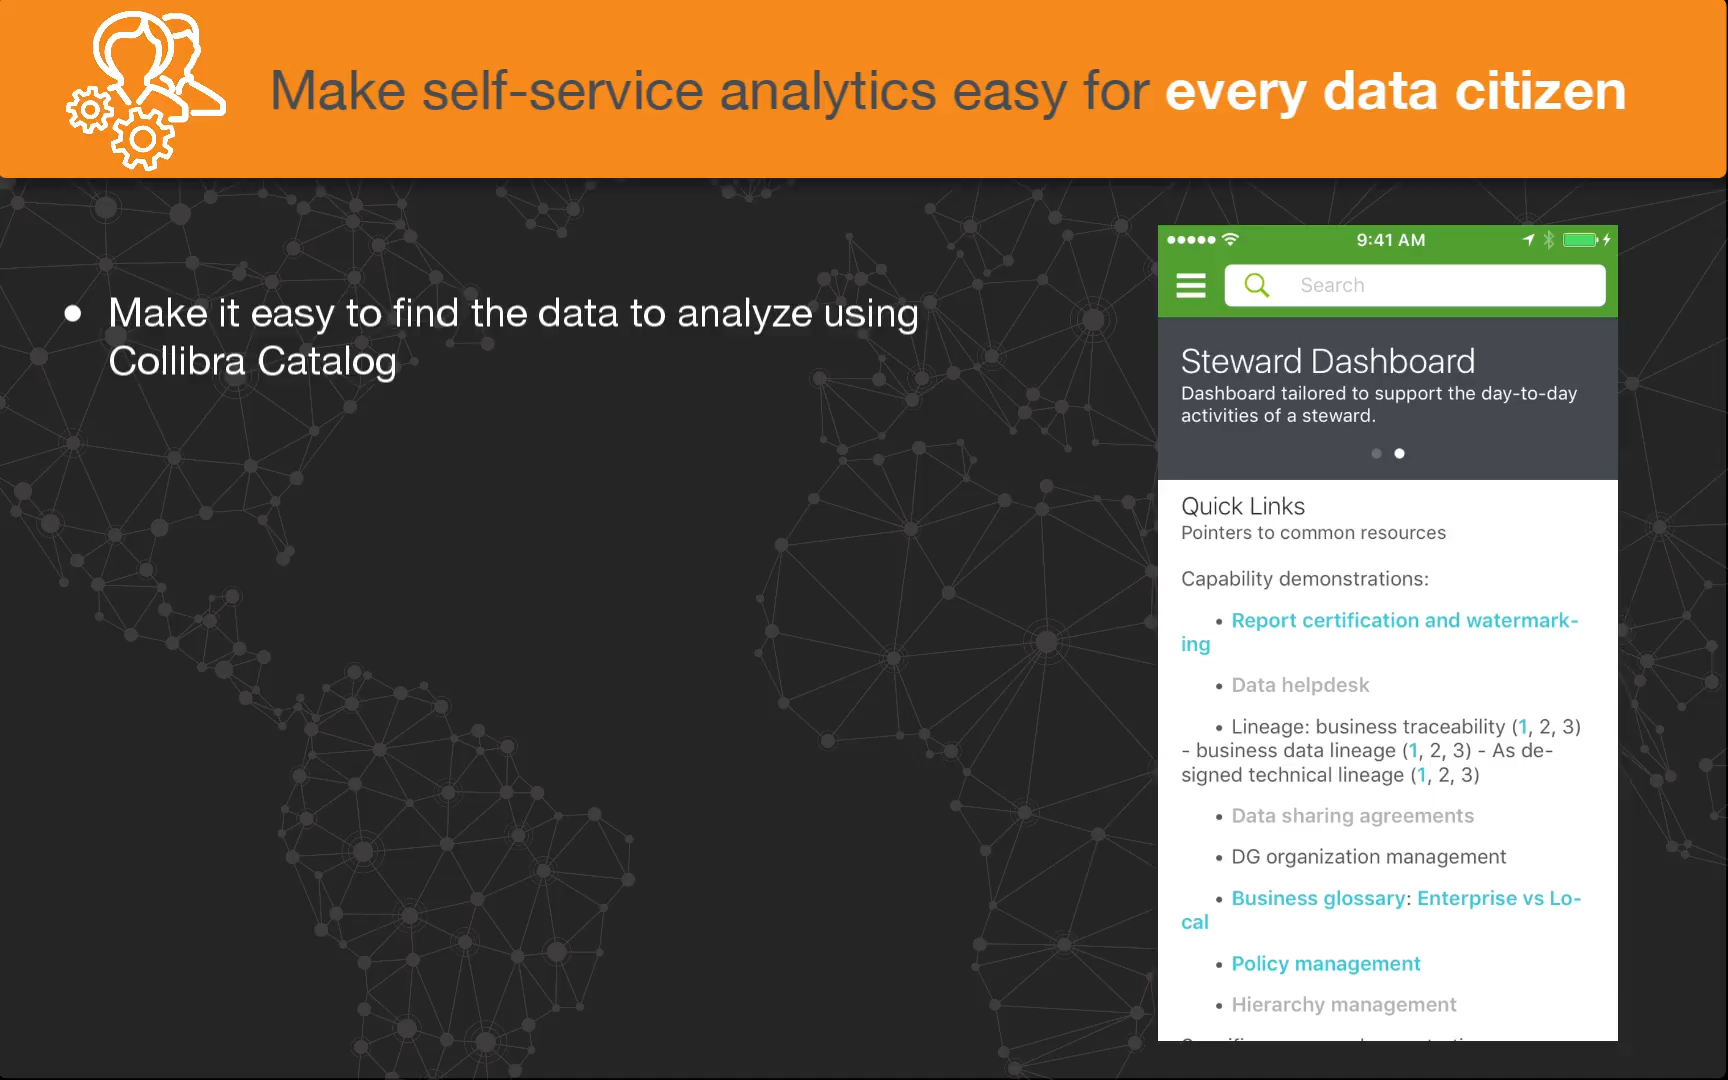 Make self-service analytics easy for every data citizen
• Make it easy to find the data to analyze using
Collibra Catalog
9:41 AM
Search
Steward Dashboard
Dashboard tailored to support the day-to-day
activities of a steward.
Quick Links
Pointers to common resources
Capability demonstrations:
• Report certification and watermark-
ing
• Data helpdesk
• Lineage: business traceability (1, 2, 3)
- business data lineage (1, 2, 3) - As de-
signed technical lineage (1, 2, 3)
• Data sharing agreements
• DG organization management
• Business glossary: Enterprise vs Lo-
cal
• Policy management
• Hierarchy management